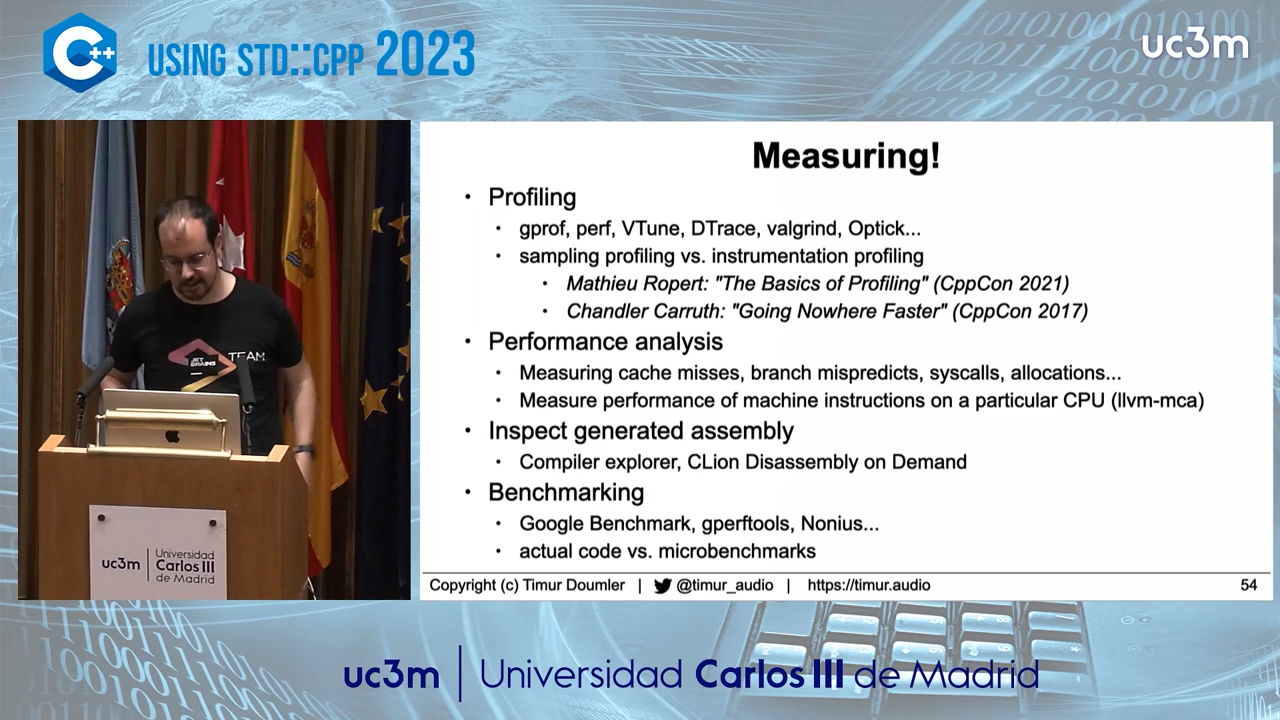 C++
USING STD::CPP 2023
uc3m
Measuring!
• Profiling
• gprof, perf, VTune, DTrace, valgrind, Optick...
• sampling profiling vs. instrumentation profiling
• Mathieu Ropert: "The Basics of Profiling" (CppCon 2021)
• Chandler Carruth: "Going Nowhere Faster" (CppCon 2017)
• Performance analysis
• Measuring cache misses, branch mispredicts, syscalls, allocations...
• Measure performance of machine instructions on a particular CPU (llvm-mca)
• Inspect generated assembly
• Compiler explorer, CLion Disassembly on Demand
• Benchmarking
• Google Benchmark, gperftools, Nonius...
• actual code vs. microbenchmarks
Copyright (c) Timur Doumler | @timur_audio | https://timur.audio 54
JET
BRAINS
TEAM
uc3m | Universidad
Carlos III
de Madrid
uc3m | Universidad Carlos III de Madrid